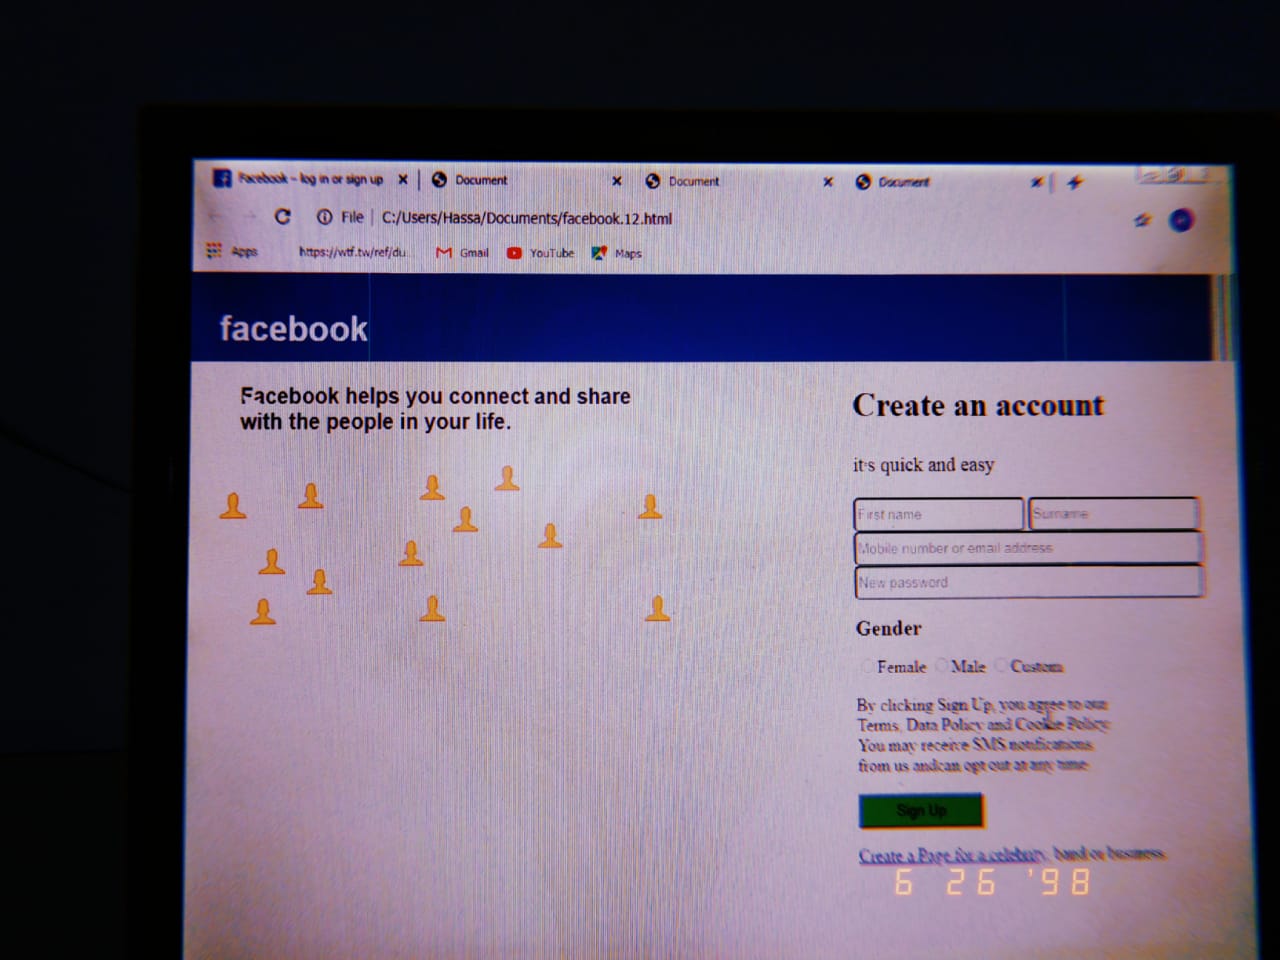 Facebook – log in or sign up
Document
Document
Document
File
C:/Users/Hassa/Documents/facebook.12.html
Apps
https://wtf.tw/ref/du
Gmail
YouTube
Maps
facebook
Facebook helps you connect and share
with the people in your life.
Create an account
it's quick and easy
First name
Surname
Mobile number or email address
New password
Gender
Female
Male
Custom
By clicking Sign Up, you agree to our
Terms, Data Policy and Cookie Policy
You may receive SMS notifications
from us andcan opt out at any time
Sign Up
Create a Page for a celebrity, band or business
6 26 '98